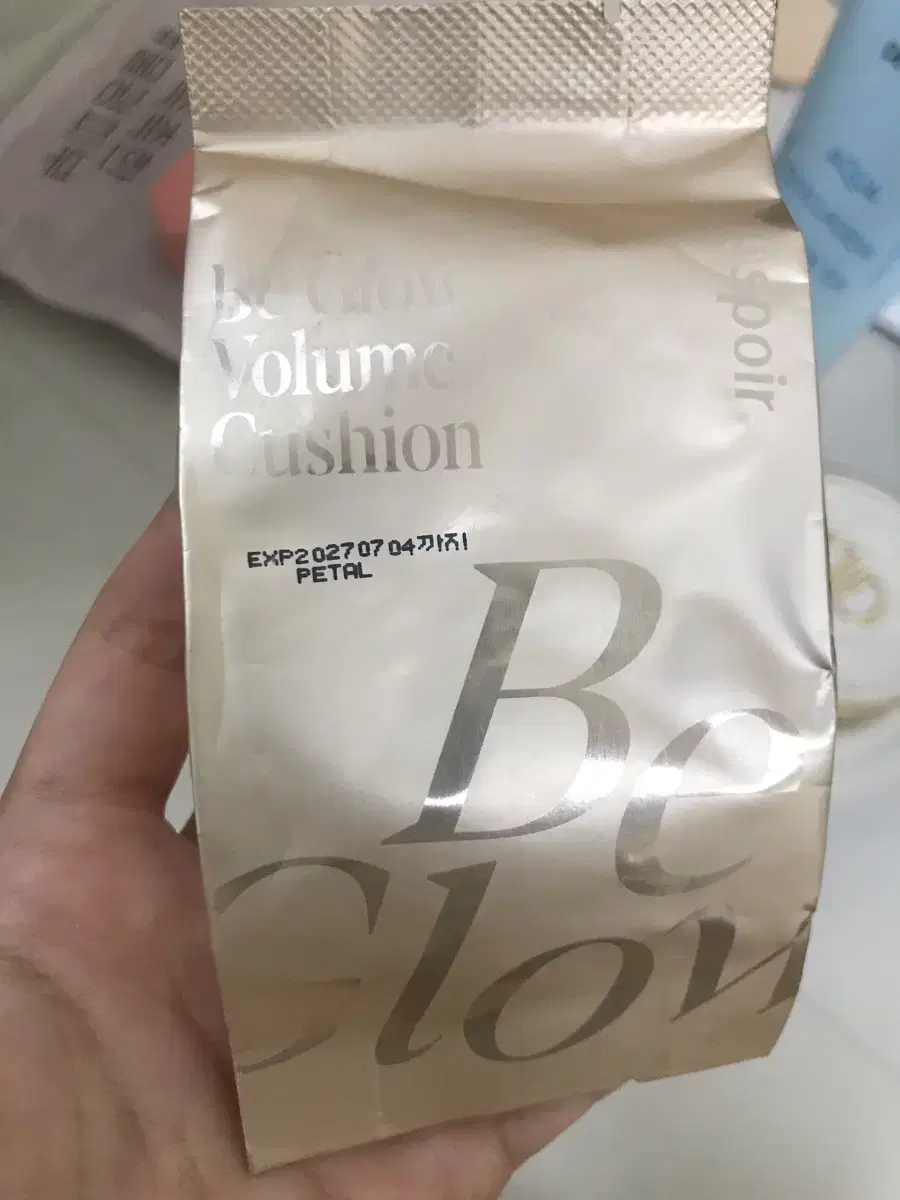 Be Glow
Volume
Cushion
spoir.
EXP20270704까지
PETAL
Be
Glow